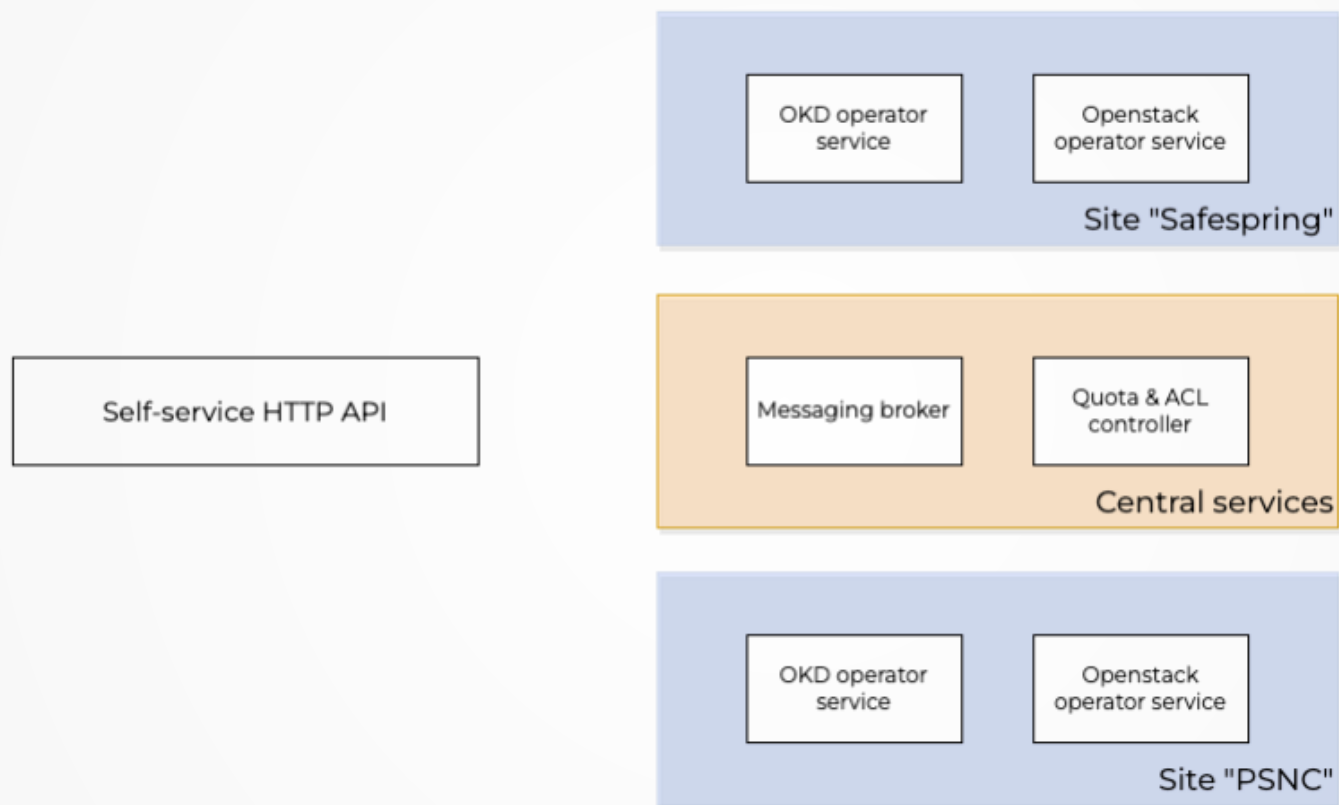 OKD operator
service
Openstack
operator service
Site "Safespring"
Self-service HTTP API
Messaging broker
Quota & ACL
controller
Central services
OKD operator
service
Openstack
operator service
Site "PSNC"